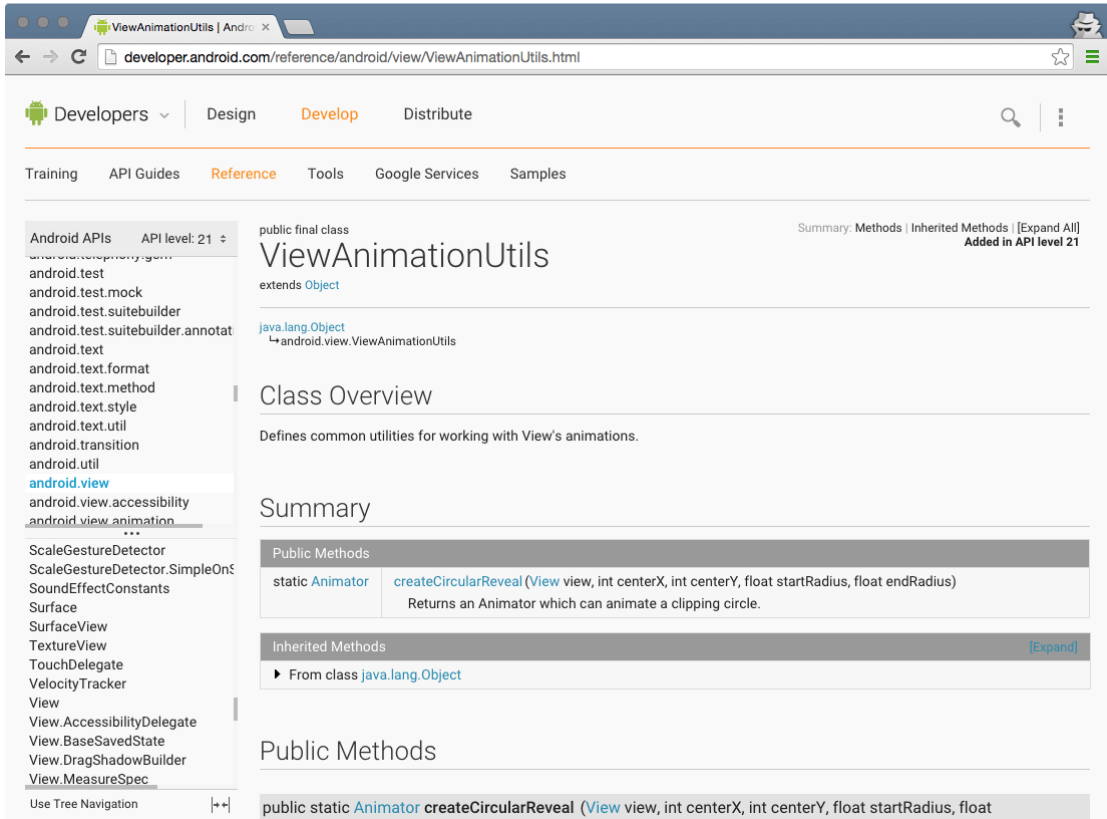 ViewAnimationUtils | Andro
developer.android.com/reference/android/view/ViewAnimationUtils.html
Developers Design Develop Distribute
Training API Guides Reference Tools Google Services Samples
Android APIs API level: 21
android.telephony.gsm
android.test
android.test.mock
android.test.suitebuilder
android.test.suitebuilder.annotat
android.text
android.text.format
android.text.method
android.text.style
android.text.util
android.transition
android.util
android.view
android.view.accessibility
android.view.animation
ScaleGestureDetector
ScaleGestureDetector.SimpleOnS
SoundEffectConstants
Surface
SurfaceView
TextureView
TouchDelegate
VelocityTracker
View
View.AccessibilityDelegate
View.BaseSavedState
View.DragShadowBuilder
View.MeasureSpec
Use Tree Navigation
public final class
Summary: Methods | Inherited Methods | [Expand All]
Added in API level 21
ViewAnimationUtils
extends Object
java.lang.Object
↳android.view.ViewAnimationUtils
Class Overview
Defines common utilities for working with View's animations.
Summary
Public Methods
static Animator createCircularReveal(View view, int centerX, int centerY, float startRadius, float endRadius)
Returns an Animator which can animate a clipping circle.
Inherited Methods [Expand]
From class java.lang.Object
Public Methods
public static Animator createCircularReveal (View view, int centerX, int centerY, float startRadius, float